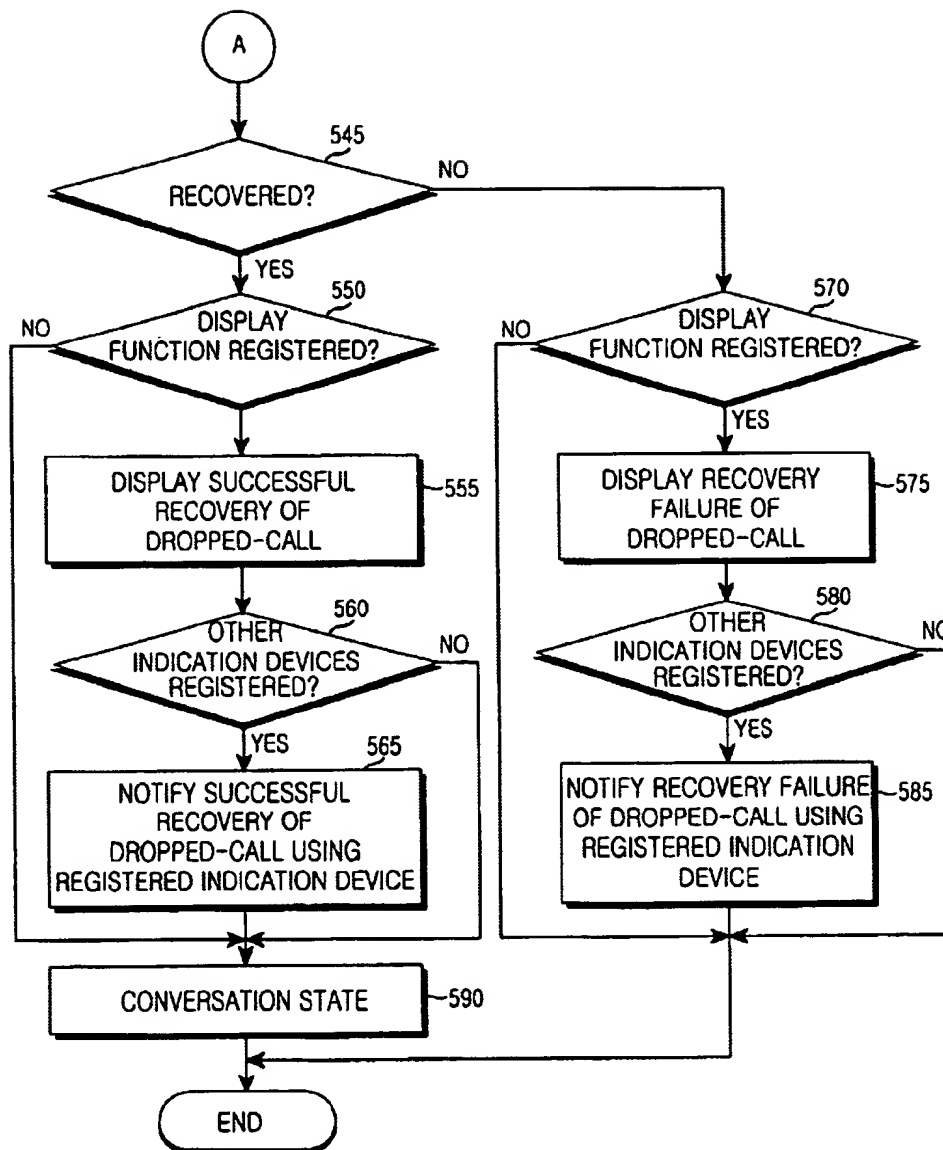 A
545
RECOVERED?
NO
YES
550
DISPLAY
FUNCTION REGISTERED?
NO
570
DISPLAY
FUNCTION REGISTERED?
NO
YES
DISPLAY SUCCESSFUL
RECOVERY OF
DROPPED-CALL
555
DISPLAY RECOVERY
FAILURE OF
DROPPED-CALL
575
560
OTHER
INDICATION DEVICES
REGISTERED?
NO
YES
580
OTHER
INDICATION DEVICES
REGISTERED?
NO
YES
565
NOTIFY SUCCESSFUL
RECOVERY OF
DROPPED-CALL USING
REGISTERED INDICATION DEVICE
NOTIFY RECOVERY FAILURE
OF DROPPED-CALL USING
REGISTERED INDICATION
DEVICE
585
CONVERSATION STATE
590
END